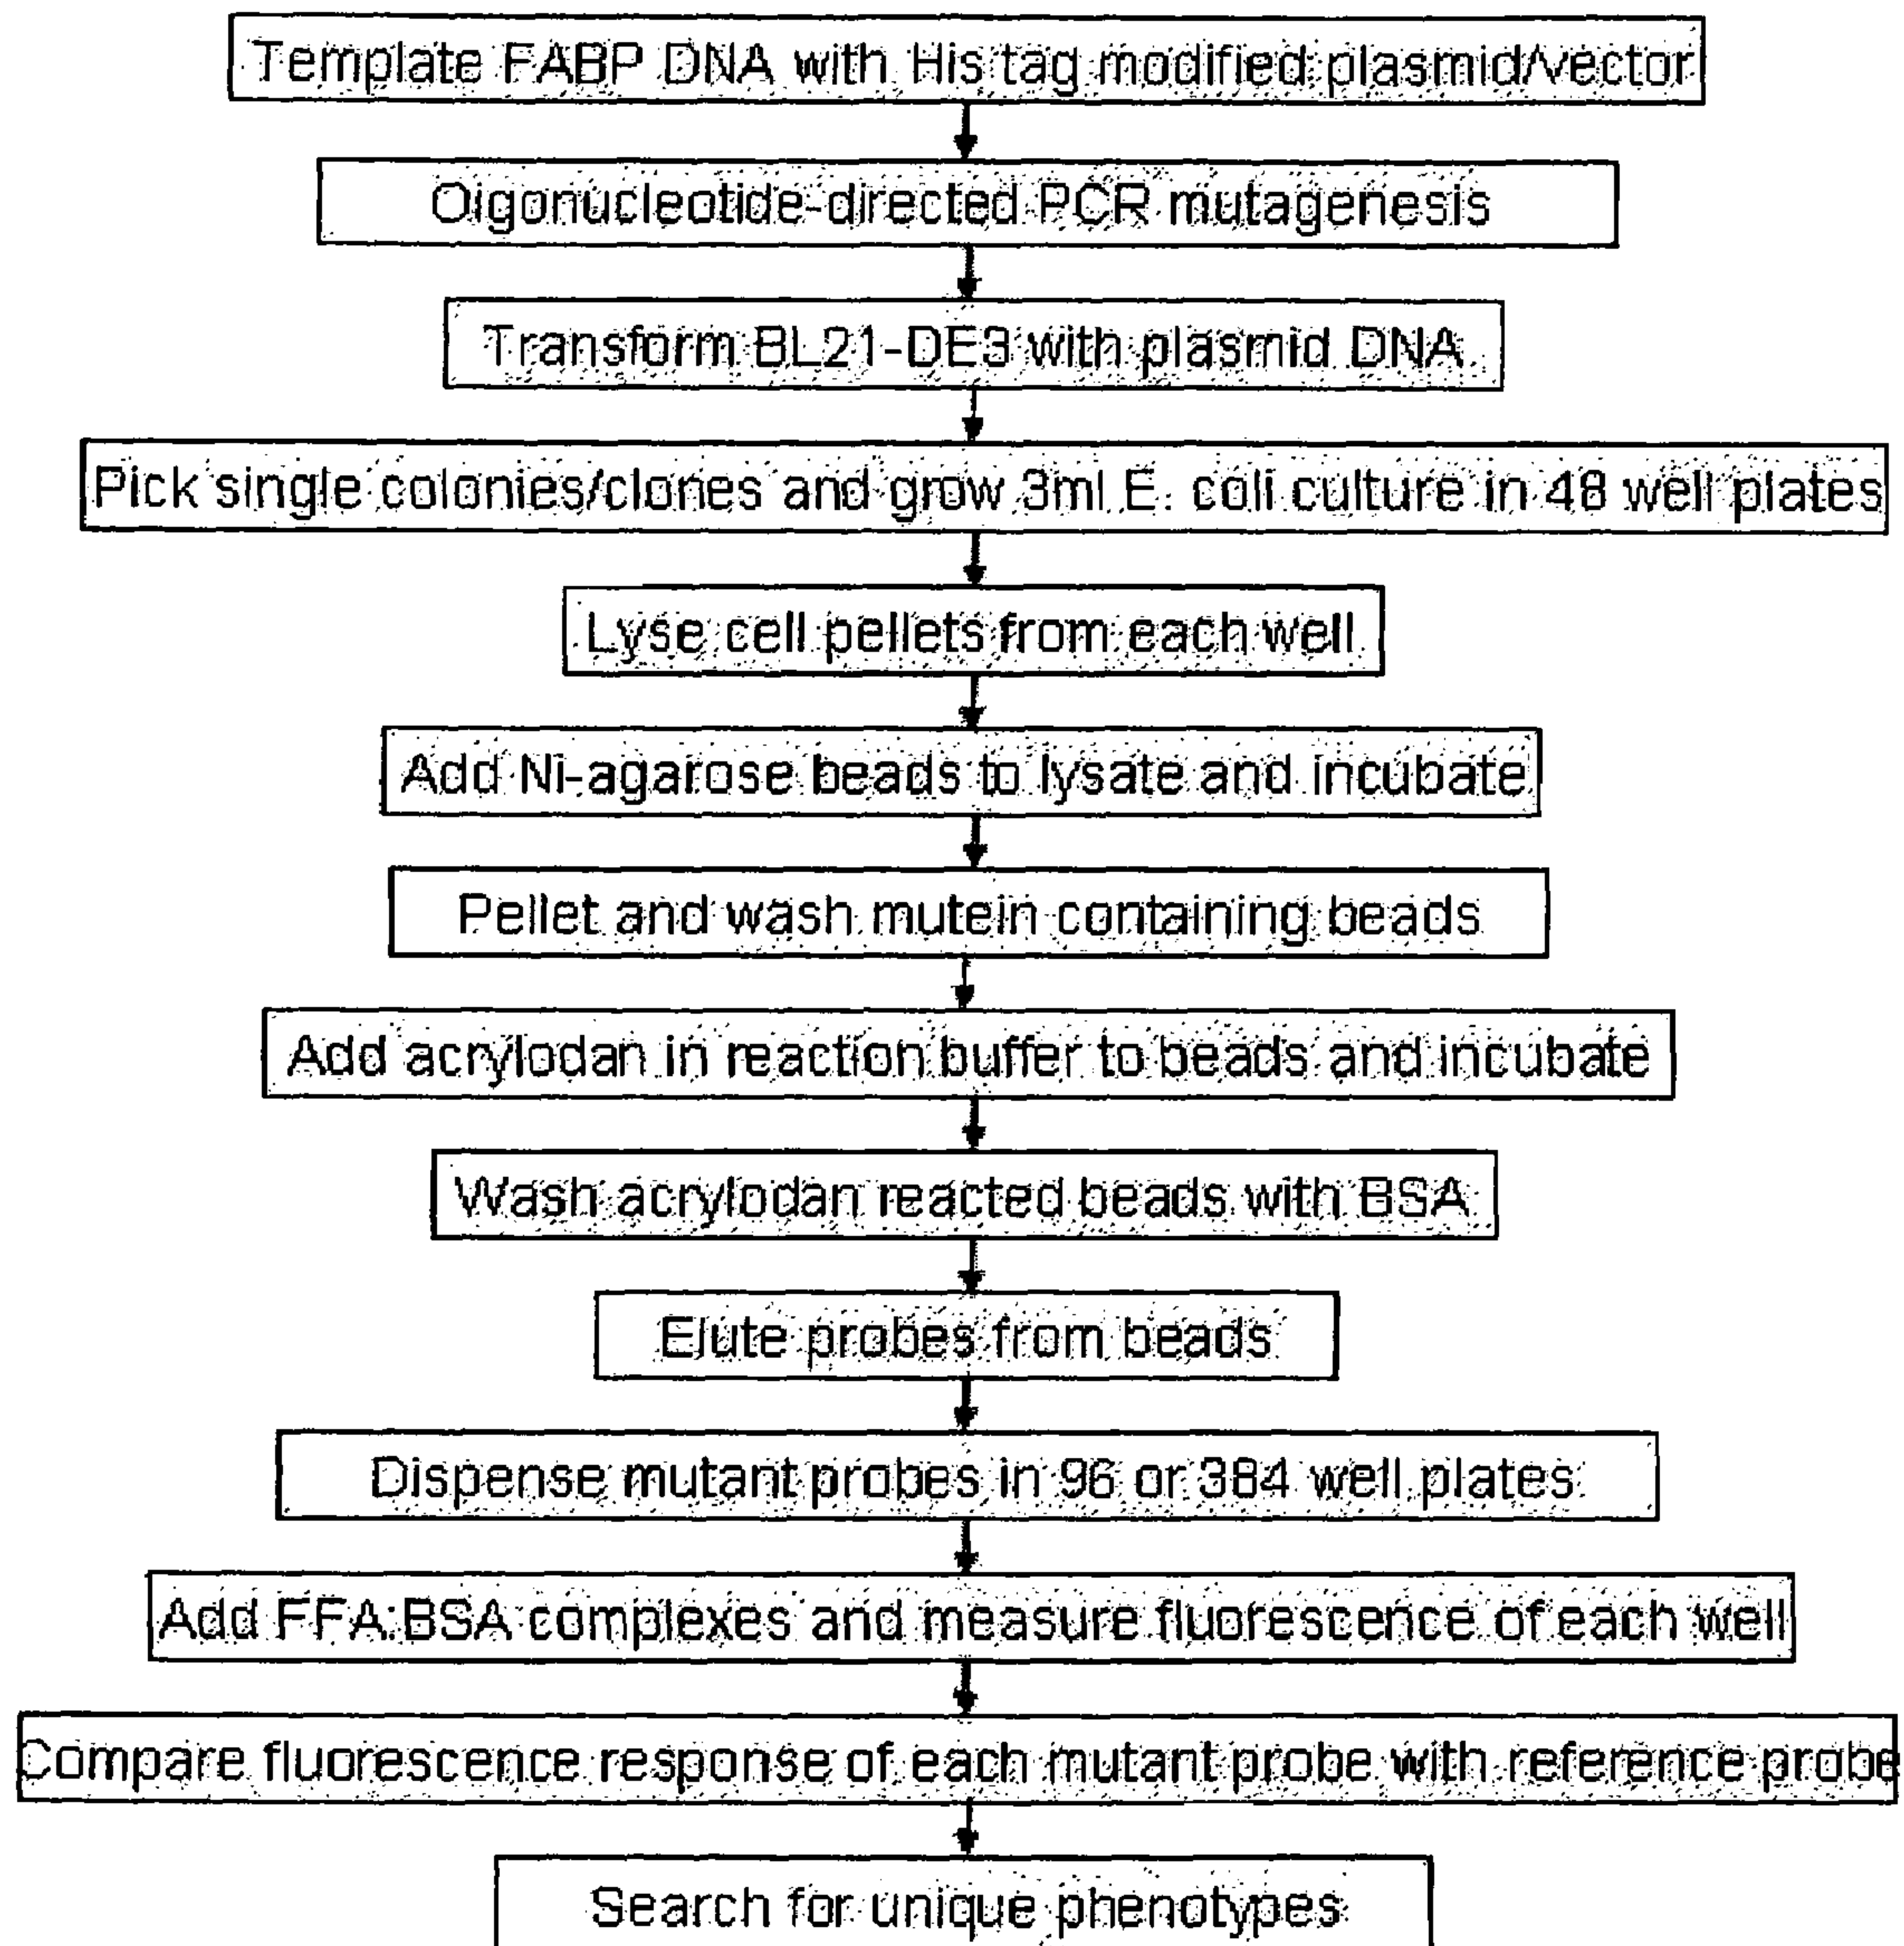 Template FABP DNA with His tag modified plasmid/vector
Oigonucleotide-directed PCR mutagenesis
Transform BL21-DE3 with plasmid DNA
Pick single colonies/clones and grow 3ml E. coli culture in 48 well plates
Lyse cell pellets from each well
Add Ni-agarose beads to lysate and incubate
Pellet and wash mutein containing beads
Add acrylodan in reaction buffer to beads and incubate
Wash acrylodan reacted beads with BSA
Elute probes from beads
Dispense mutant probes in 96 or 384 well plates
Add FFA:BSA complexes and measure fluorescence of each well
Compare fluorescence response of each mutant probe with reference probe
Search for unique phenotypes